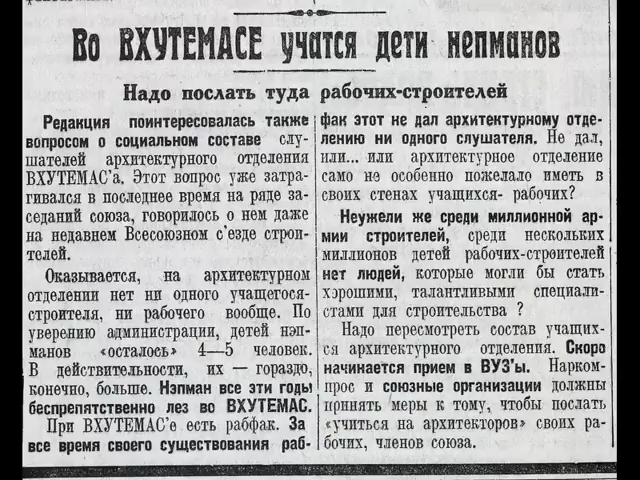 Во ВХУТЕМАСЕ учатся дети непманов
Надо послать туда рабочих-строителей
Редакция поинтересовалась также
вопросом о социальном составе слу-
шателей архитектурного отделения
ВХУТЕМАС'а. Этот вопрос уже затра-
гивался в последнее время на ряде за-
седаний союза, говорилось о нем даже
на недавнем Всесоюзном с'езде строи-
телей.
Оказывается, на архитектурном
отделении нет ни одного учащегося-
строителя, ни рабочего вообще. По
уверению администрации, детей нэп-
манов «осталось» 4—5 человек.
В действительности, их — гораздо,
конечно, больше. Нэпман все эти годы
беспрепятственно лез во ВХУТЕМАС.
При ВХУТЕМАС'е есть рабфак. За
все время своего существования раб-
фак этот не дал архитектурному отде-
лению ни одного слушателя. Не дал,
или... или архитектурное отделение
само не особенно пожелало иметь в
своих стенах учащихся- рабочих?
Неужели же среди миллионной ар-
мии строителей, среди нескольких
миллионов детей рабочих-строителей
нет людей, которые могли бы стать
хорошими, талантливыми специали-
стами для строительства ?
Надо пересмотреть состав учащих-
ся архитектурного отделения. Скоро
начинается прием в ВУЗ'ы. Нарком-
прос и союзные организации должны
принять меры к тому, чтобы послать
«учиться на архитекторов» своих ра-
бочих, членов союза.